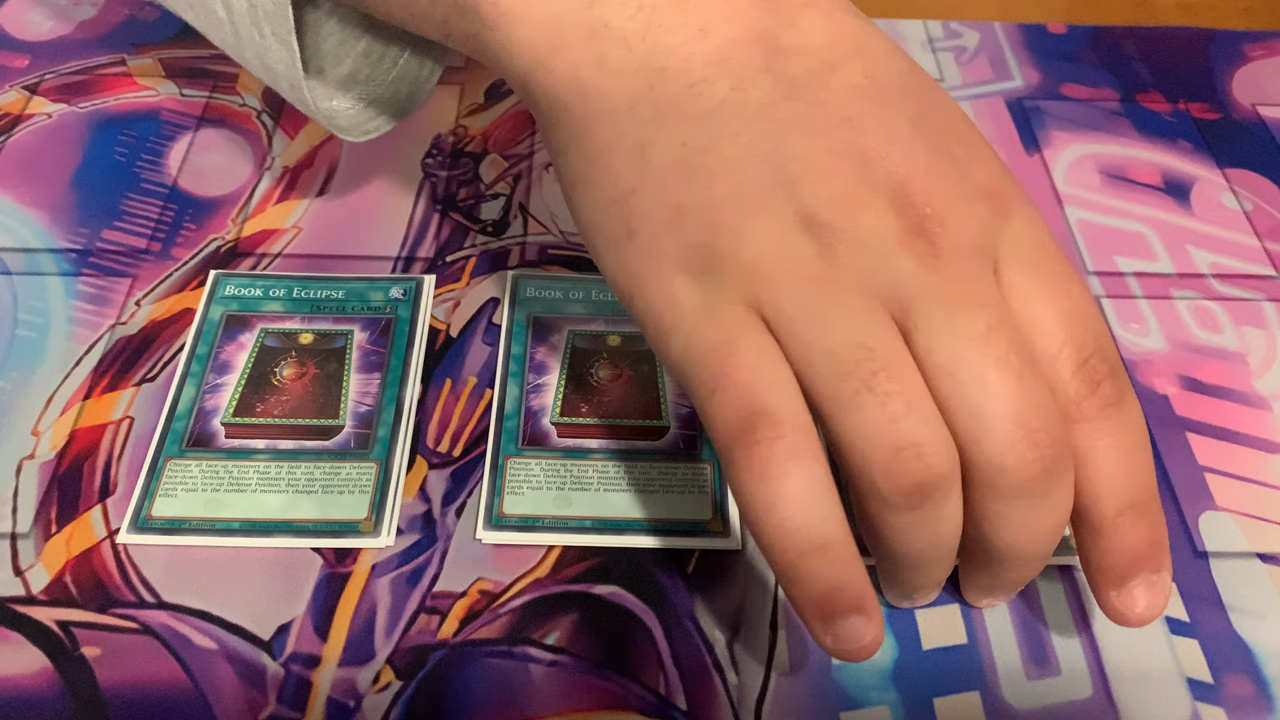 Book of Eclipse
[Spell Card
Change all face-up monsters on the field to face-down Defense
Position. During the End Phase of this turn, change as many
face-down Defense Position monsters your opponent controls as
possible to face-up Defense Position, then your opponent draws
cards equal to the number of monsters changed face-up by this
effect.
1st Edition
Book of Ecli
Change all face-up monsters on the field to face-down Defense
Position. During the End Phase of this turn, change as many
face-down Defense Position monsters your opponent controls as
possible to face-up Defense Position, then your opponent draws
cards equal to the number of monsters changed face-up by this
effect.
1st Edition